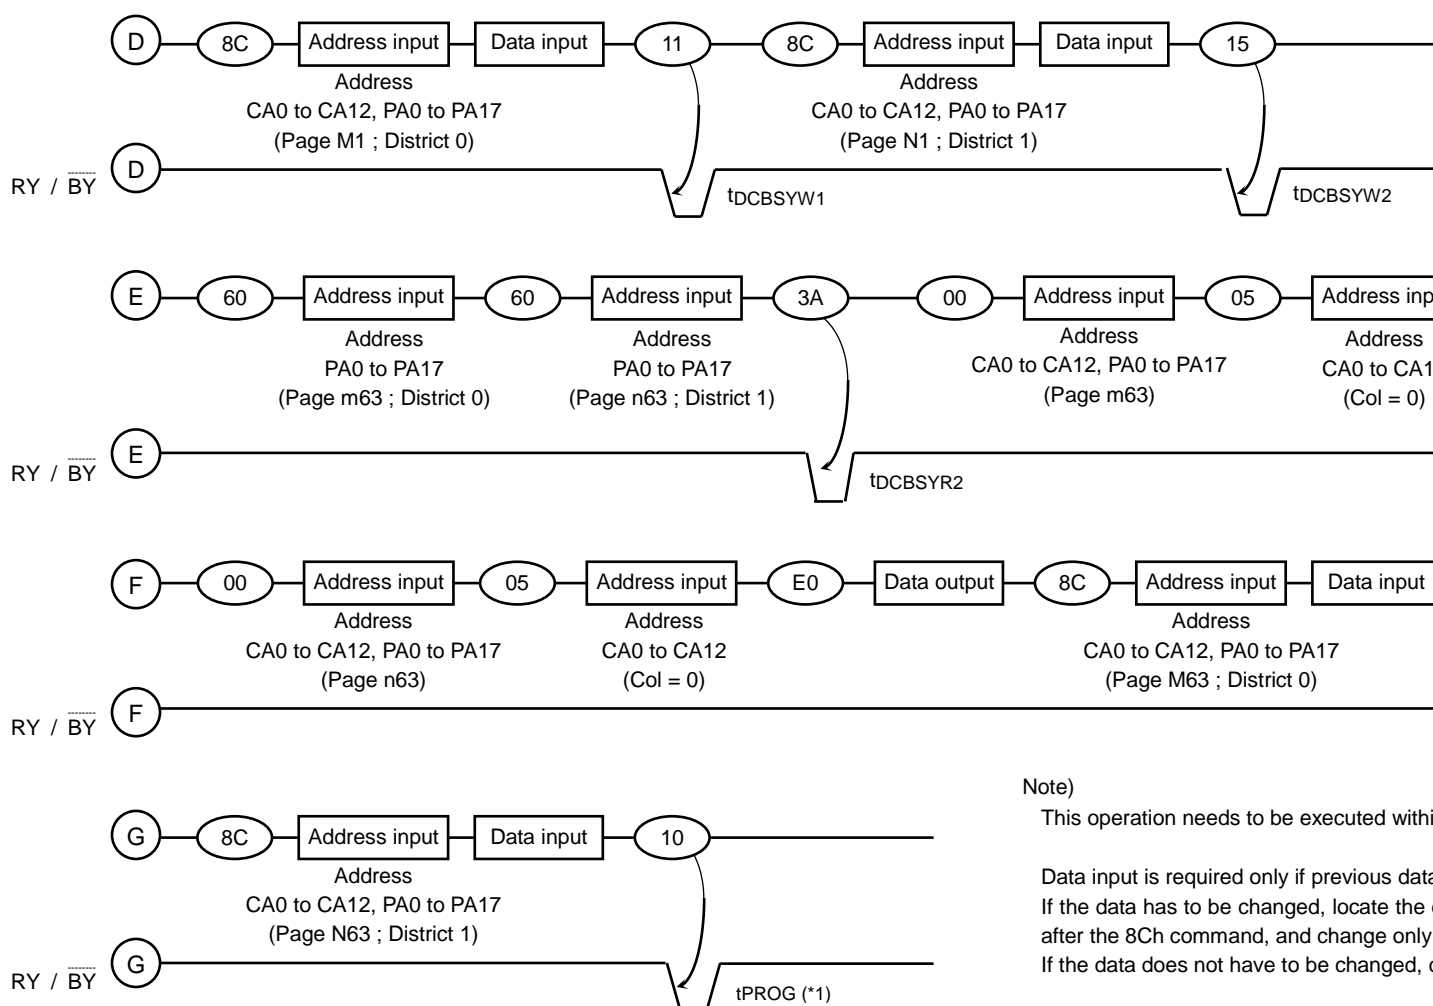 D 8C Address input Data input 11 8C Address input Data input 15
Address Address
CA0 to CA12, PA0 to PA17 CA0 to CA12, PA0 to PA17
(Page M1 ; District 0) (Page N1 ; District 1)
RY / BY D
tDCBSYW1 tDCBSYW2
E 60 Address input 60 Address input 3A 00 Address input 05 Address inp
Address Address Address Address
PA0 to PA17 PA0 to PA17 CA0 to CA12, PA0 to PA17 CA0 to CA1
(Page m63 ; District 0) (Page n63 ; District 1) (Page m63) (Col = 0)
RY / BY E
tDCBSYR2
F 00 Address input 05 Address input E0 Data output 8C Address input Data input
Address Address Address
CA0 to CA12, PA0 to PA17 CA0 to CA12 CA0 to CA12, PA0 to PA17
(Page n63) (Col = 0) (Page M63 ; District 0)
RY / BY F
G 8C Address input Data input 10
Address
CA0 to CA12, PA0 to PA17
(Page N63 ; District 1)
RY / BY G
tPROG (*1)
Note)
This operation needs to be executed withi
Data input is required only if previous data
If the data has to be changed, locate the
after the 8Ch command, and change only
If the data does not have to be changed,